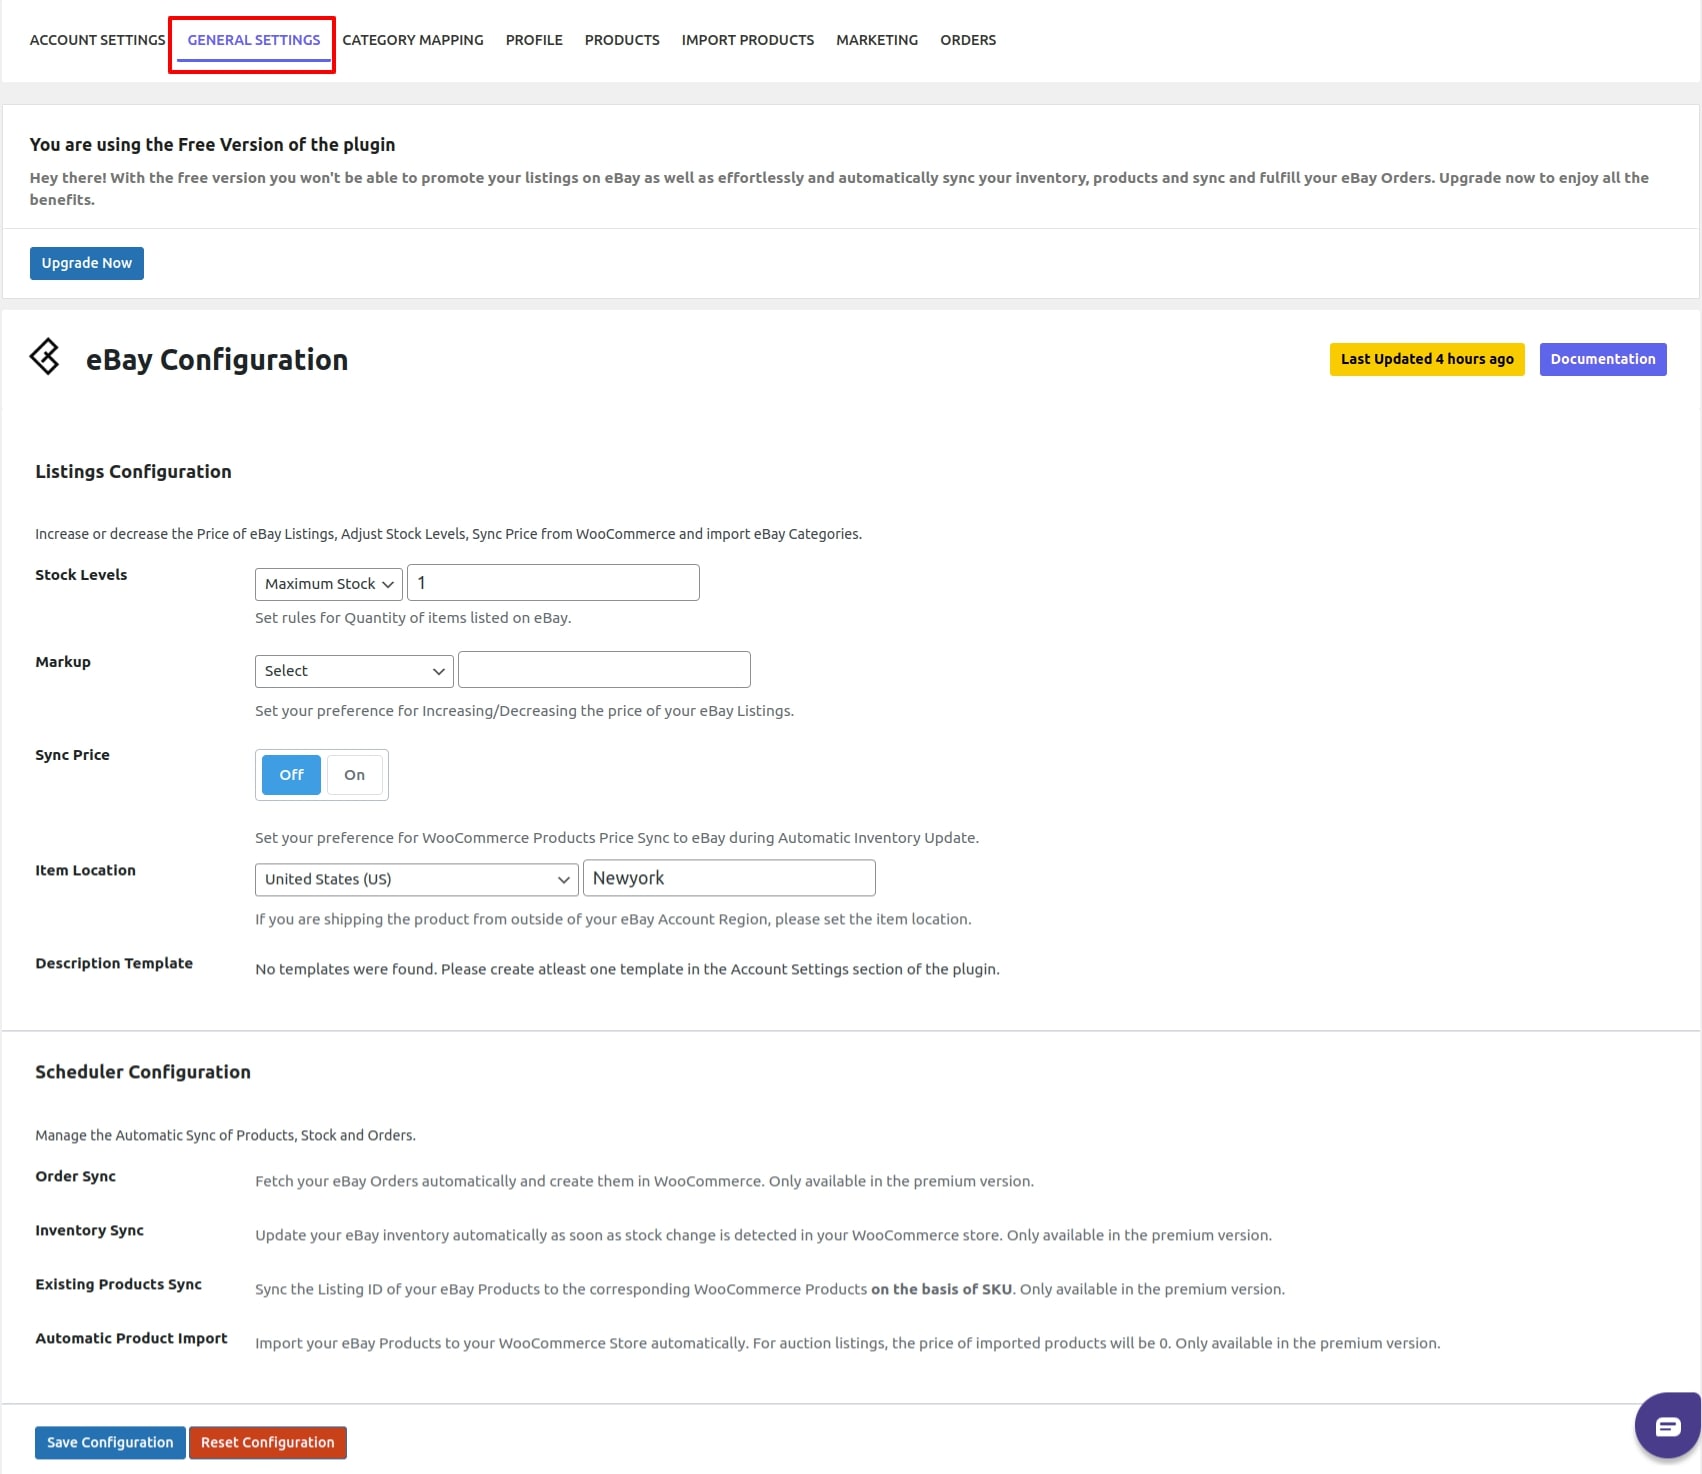 ACCOUNT SETTINGS GENERAL SETTINGS CATEGORY MAPPING PROFILE PRODUCTS IMPORT PRODUCTS MARKETING ORDERS
You are using the Free Version of the plugin
Hey there! With the free version you won't be able to promote your listings on eBay as well as effortlessly and automatically sync your inventory, products and sync and fulfill your eBay Orders. Upgrade now to enjoy all the
benefits.
Upgrade Now
eBay Configuration
Last Updated 4 hours ago Documentation
Listings Configuration
Increase or decrease the Price of eBay Listings, Adjust Stock Levels, Sync Price from WooCommerce and import eBay Categories.
Stock Levels
Maximum Stock 1
Set rules for Quantity of items listed on eBay.
Markup
Select
Set your preference for Increasing/Decreasing the price of your eBay Listings.
Sync Price
Off On
Set your preference for WooCommerce Products Price Sync to eBay during Automatic Inventory Update.
Item Location
United States (US) Newyork
If you are shipping the product from outside of your eBay Account Region, please set the item location.
Description Template
No templates were found. Please create atleast one template in the Account Settings section of the plugin.
Scheduler Configuration
Manage the Automatic Sync of Products, Stock and Orders.
Order Sync
Fetch your eBay Orders automatically and create them in WooCommerce. Only available in the premium version.
Inventory Sync
Update your eBay inventory automatically as soon as stock change is detected in your WooCommerce store. Only available in the premium version.
Existing Products Sync
Sync the Listing ID of your eBay Products to the corresponding WooCommerce Products on the basis of SKU. Only available in the premium version.
Automatic Product Import
Import your eBay Products to your WooCommerce Store automatically. For auction listings, the price of imported products will be 0. Only available in the premium version.
Save Configuration Reset Configuration